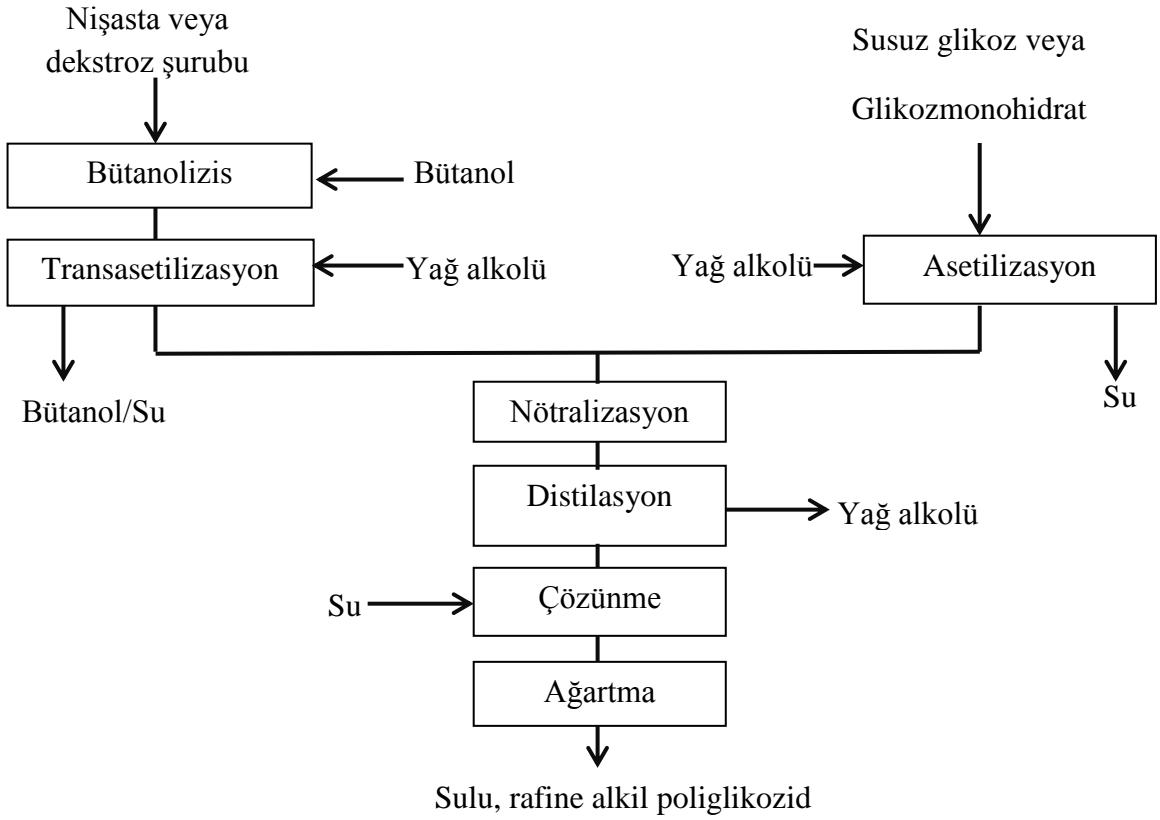 Nişasta veya
dekstroz şurubu
Susuz glikoz veya
Glikozmonohidrat
Bütanolizis
Bütanol
Transasetilizasyon
Yağ alkolü
Yağ alkolü
Asetilizasyon
Bütanol/Su
Su
Nötralizasyon
Distilasyon
Yağ alkolü
Su
Çözünme
Ağartma
Sulu, rafine alkil poliglikozid